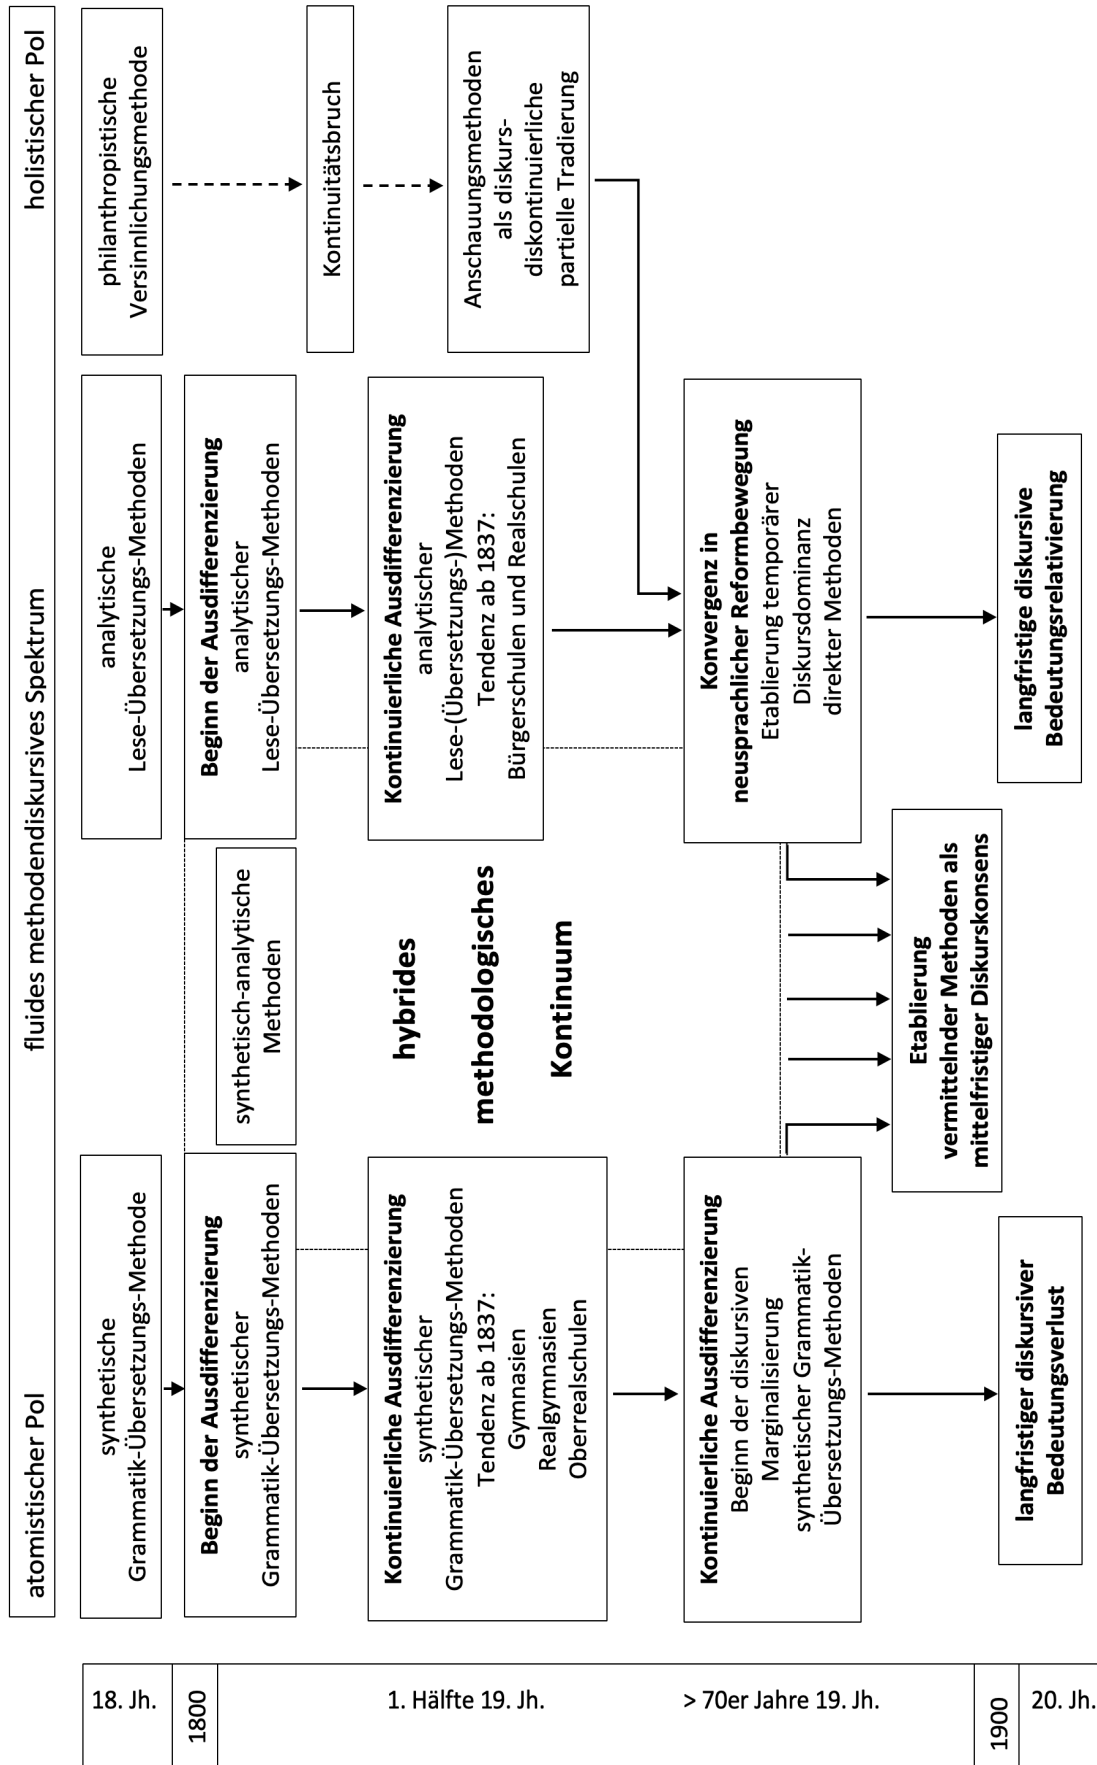 atomistischer Pol
fluides methodendiskursives Spektrum
holistischer Pol
18. Jh.
synthetische
Grammatik-Übersetzungs-Methode
analytische
Lese-Übersetzungs-Methoden
philanthropistische
Versinnlichungsmethode
1800
Beginn der Ausdifferenzierung
synthetischer
Grammatik-Übersetzungs-Methoden
Beginn der Ausdifferenzierung
analytischer
Lese-Übersetzungs-Methoden
synthetisch-analytische
Methoden
Kontinuitätsbruch
1. Hälfte 19. Jh.
Kontinuierliche Ausdifferenzierung
synthetischer
Grammatik-Übersetzungs-Methoden
Tendenz ab 1837:
Gymnasien
Realgymnasien
Oberrealschulen
hybrides
methodologisches
Kontinuum
Kontinuierliche Ausdifferenzierung
analytischer
Lese-(Übersetzungs-)Methoden
Tendenz ab 1837:
Bürgerschulen und Realschulen
Anschauungsmethoden
als diskurs-
diskontinuierliche
partielle Tradierung
> 70er Jahre 19. Jh.
Kontinuierliche Ausdifferenzierung
Beginn der diskursiven
Marginalisierung
synthetischer Grammatik-
Übersetzungs-Methoden
Konvergenz in
neusprachlicher Reformbewegung
Etablierung temporärer
Diskursdominanz
direkter Methoden
Etablierung
vermittelnder Methoden als
mittelfristiger Diskurskonsens
1900
20. Jh.
langfristiger diskursiver
Bedeutungsverlust
langfristige diskursive
Bedeutungsrelativierung